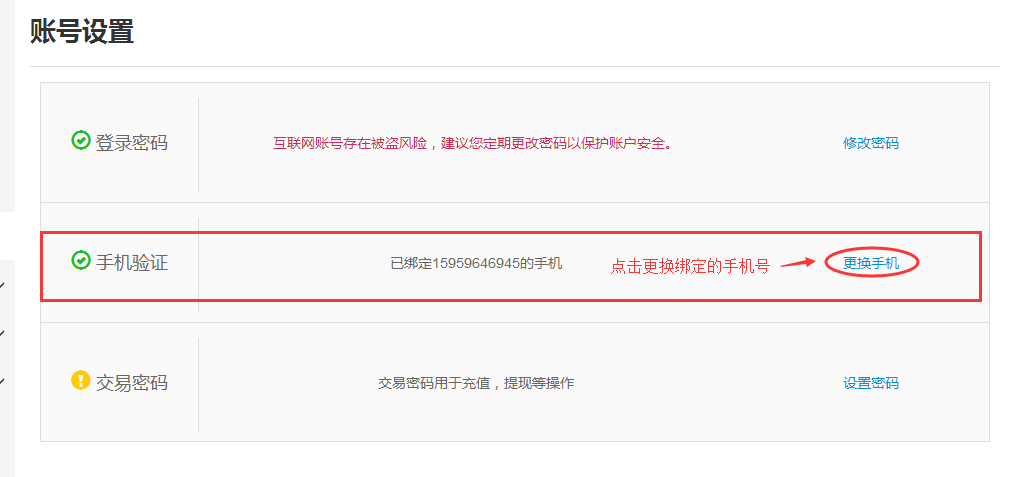 账号设置
登录密码
互联网账号存在被盗风险，建议您定期更改密码以保护账户安全。
修改密码
手机验证
已绑定15959646945的手机
点击更换绑定的手机号
更换手机
交易密码
交易密码用于充值，提现等操作
设置密码